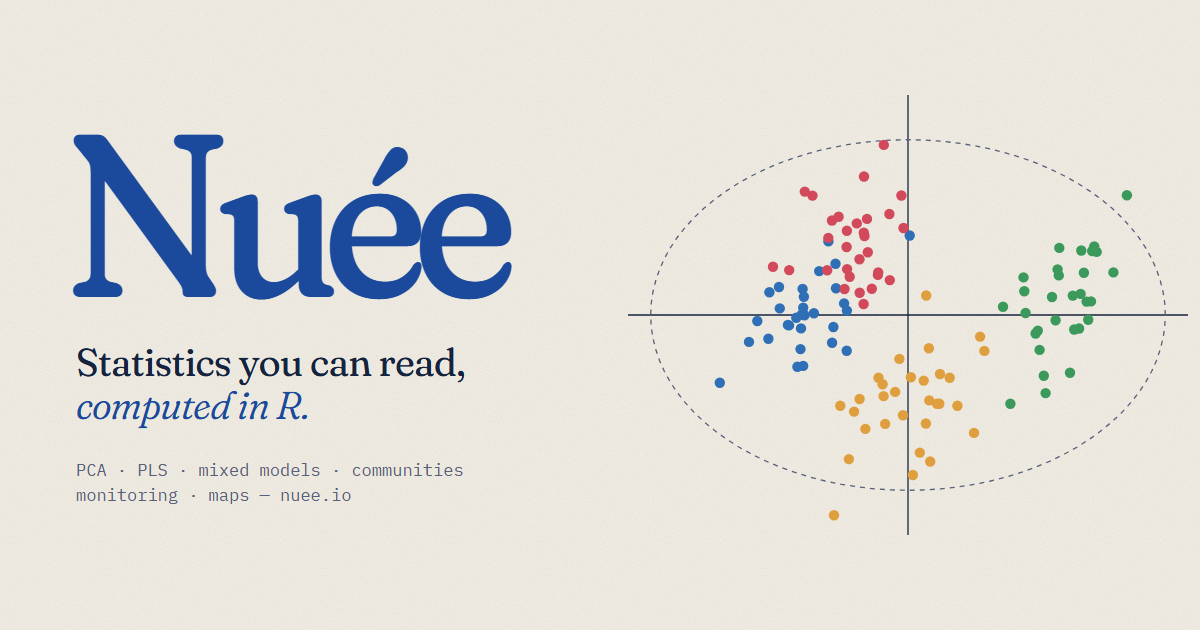 Nuée
Statistics you can read,
computed in R.
PCA · PLS · mixed models · communities
monitoring · maps — nuee.io